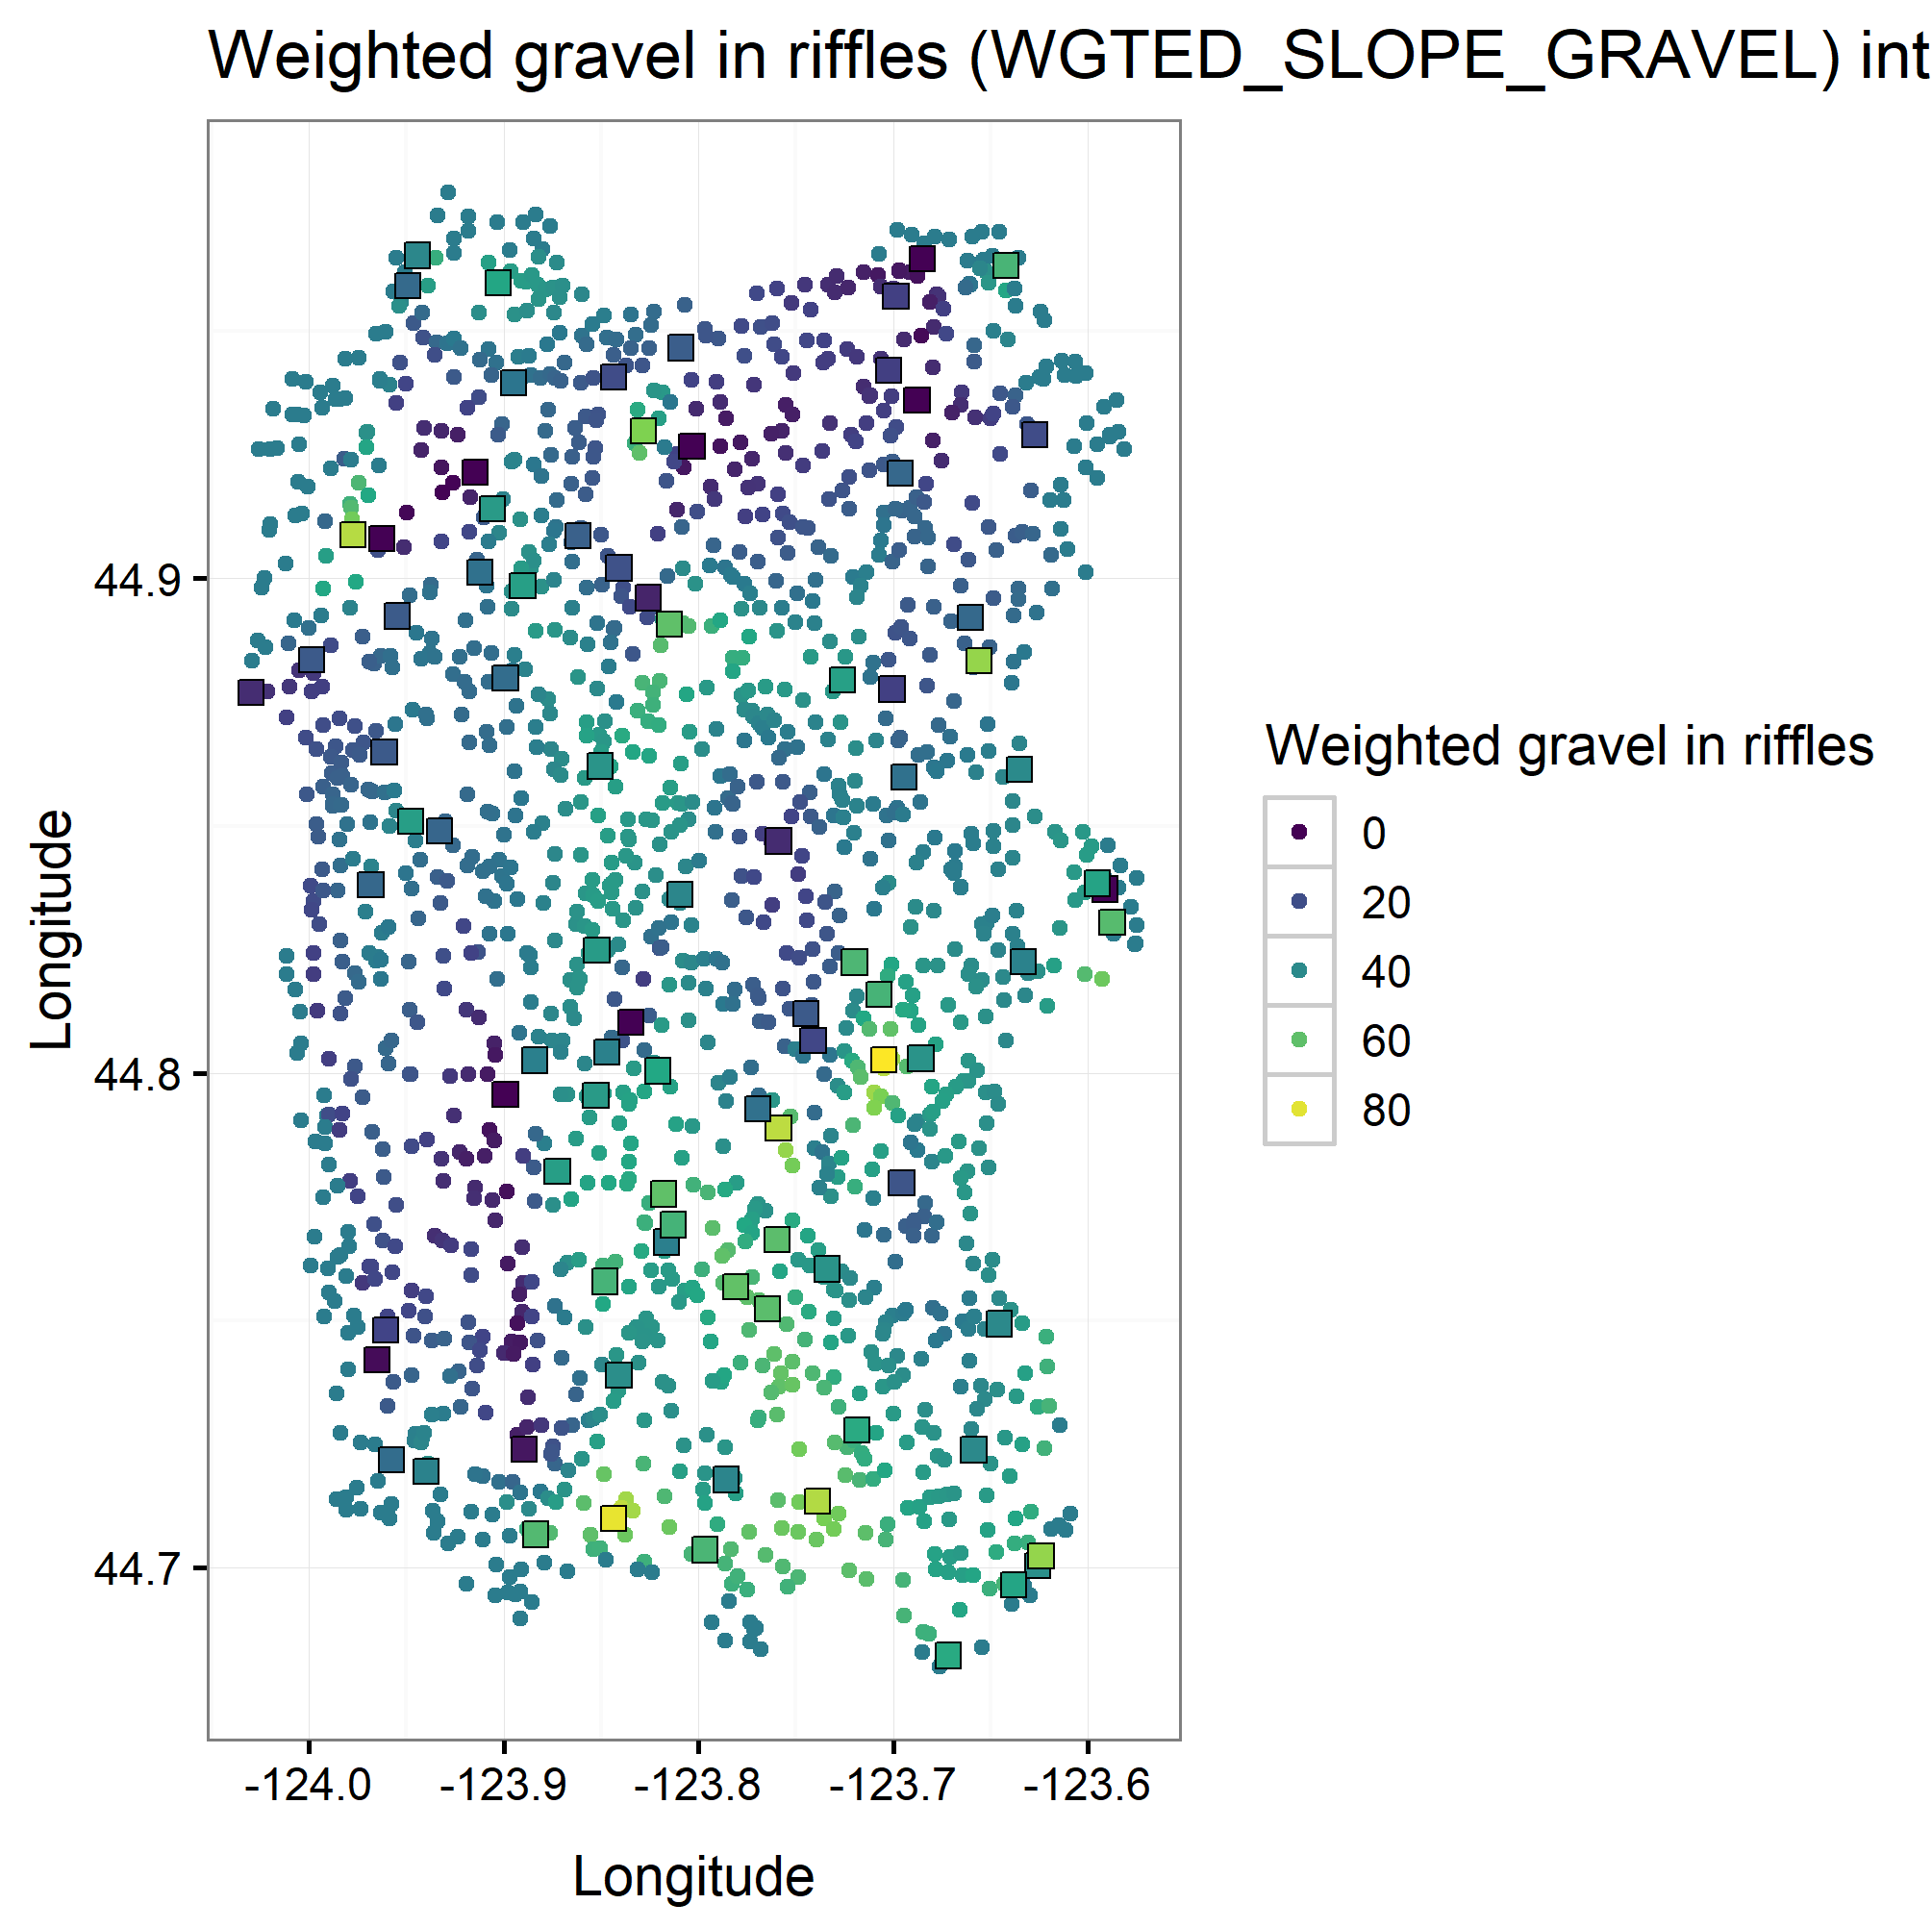 Weighted gravel in riffles (WGTED_SLOPE_GRAVEL) int
Longitude
44.9
44.8
44.7
-124.0 -123.9 -123.8 -123.7 -123.6
Longitude
Weighted gravel in riffles
0
20
40
60
80